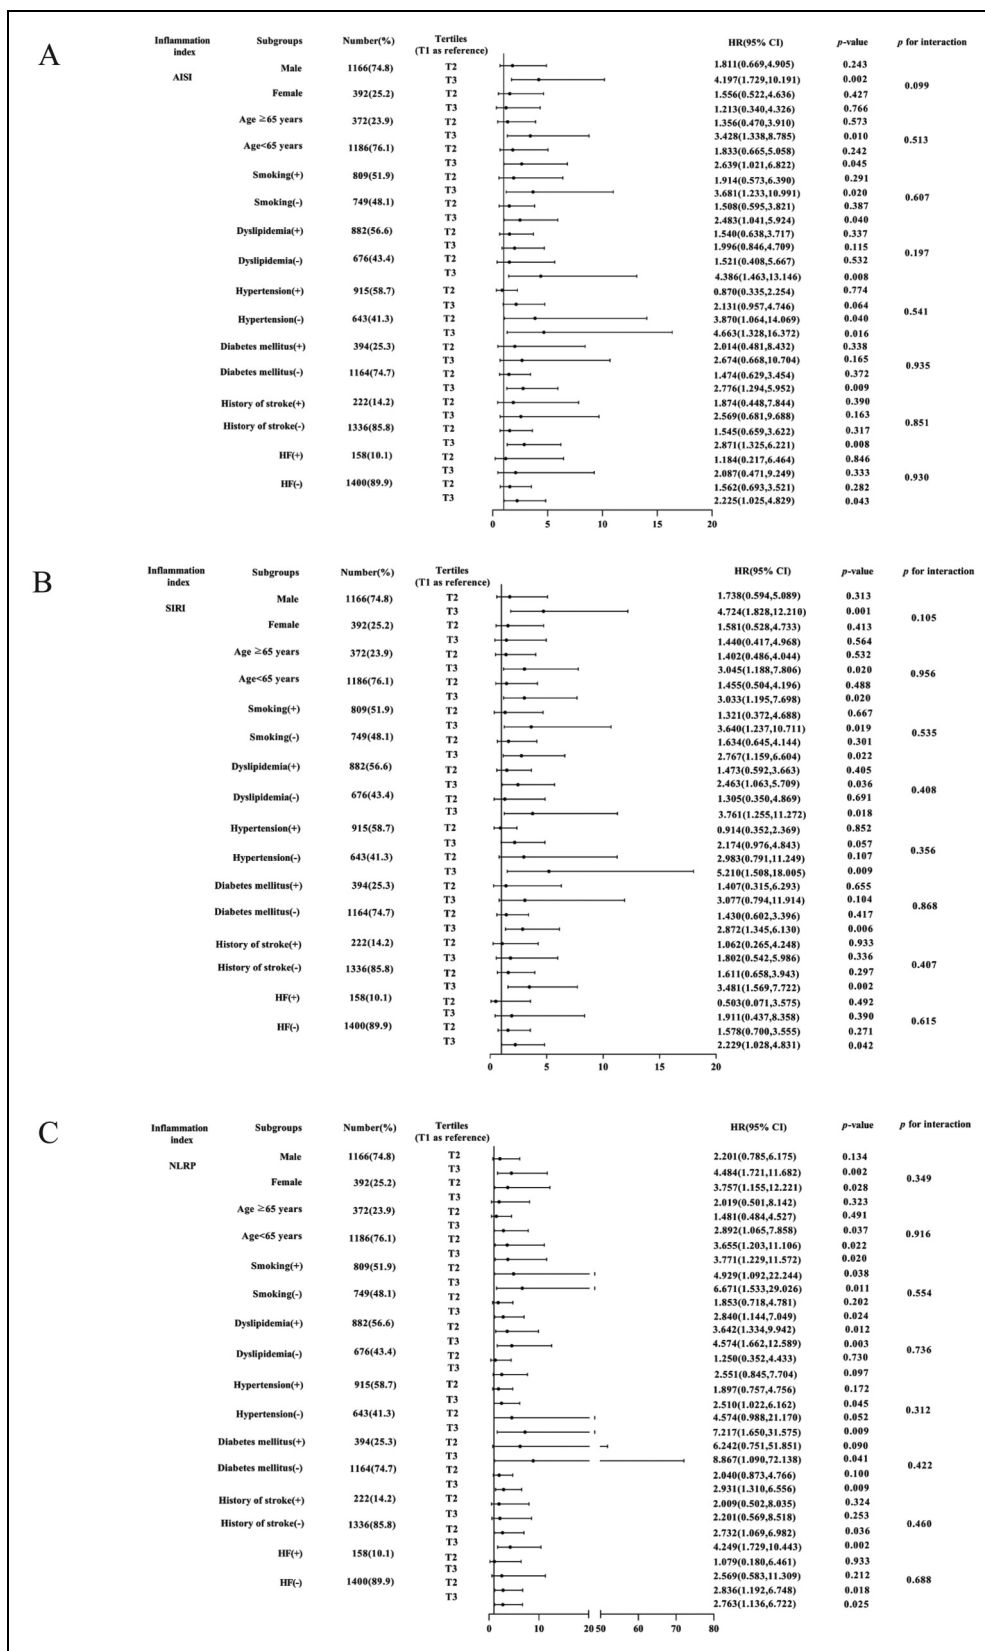 A
Inflammation index Subgroups Number(%) Tertiles (T1 as reference) HR(95% CI) p-value p for interaction
AISI
Male 1166(74.8) T2 1.811(0.669,4.905) 0.243
T3 4.197(1.729,10.191) 0.002 0.099
Female 392(25.2) T2 1.556(0.522,4.636) 0.427
T3 1.213(0.340,4.326) 0.766
Age ≥65 years 372(23.9) T2 1.356(0.470,3.910) 0.573
T3 3.428(1.338,8.785) 0.010 0.513
Age<65 years 1186(76.1) T2 1.833(0.665,5.058) 0.242
T3 2.639(1.021,6.822) 0.045
Smoking(+) 809(51.9) T2 1.914(0.573,6.390) 0.291
T3 3.681(1.233,10.991) 0.020 0.607
Smoking(-) 749(48.1) T2 1.508(0.595,3.821) 0.387
T3 2.483(1.041,5.924) 0.040
Dyslipidemia(+) 882(56.6) T2 1.540(0.638,3.717) 0.337
T3 1.996(0.846,4.709) 0.115 0.197
Dyslipidemia(-) 676(43.4) T2 1.521(0.408,5.667) 0.532
T3 4.386(1.463,13.146) 0.008
Hypertension(+) 915(58.7) T2 0.870(0.335,2.254) 0.774
T3 2.131(0.957,4.746) 0.064 0.541
Hypertension(-) 643(41.3) T2 3.870(1.064,14.069) 0.040
T3 4.663(1.328,16.372) 0.016
Diabetes mellitus(+) 394(25.3) T2 2.014(0.481,8.432) 0.338
T3 2.674(0.668,10.704) 0.165 0.935
Diabetes mellitus(-) 1164(74.7) T2 1.474(0.629,3.454) 0.372
T3 2.776(1.294,5.952) 0.009
History of stroke(+) 222(14.2) T2 1.874(0.448,7.844) 0.390
T3 2.569(0.681,9.688) 0.163 0.851
History of stroke(-) 1336(85.8) T2 1.545(0.659,3.622) 0.317
T3 2.871(1.325,6.221) 0.008
HF(+) 158(10.1) T2 1.184(0.217,6.464) 0.846
T3 2.087(0.471,9.249) 0.333 0.930
HF(-) 1400(89.9) T2 1.562(0.693,3.521) 0.282
T3 2.225(1.025,4.829) 0.043
0 5 10 15 20
B
Inflammation index Subgroups Number(%) Tertiles (T1 as reference) HR(95% CI) p-value p for interaction
SIRI
Male 1166(74.8) T2 1.738(0.594,5.089) 0.313
T3 4.724(1.828,12.210) 0.001 0.105
Female 392(25.2) T2 1.581(0.528,4.733) 0.413
T3 1.440(0.417,4.968) 0.564
Age ≥65 years 372(23.9) T2 1.402(0.486,4.044) 0.532
T3 3.045(1.188,7.806) 0.020 0.956
Age<65 years 1186(76.1) T2 1.455(0.504,4.196) 0.488
T3 3.033(1.195,7.698) 0.020
Smoking(+) 809(51.9) T2 1.321(0.372,4.688) 0.667
T3 3.640(1.237,10.711) 0.019 0.535
Smoking(-) 749(48.1) T2 1.634(0.645,4.144) 0.301
T3 2.767(1.159,6.604) 0.022
Dyslipidemia(+) 882(56.6) T2 1.473(0.592,3.663) 0.405
T3 2.463(1.063,5.709) 0.036 0.408
Dyslipidemia(-) 676(43.4) T2 1.305(0.350,4.869) 0.691
T3 3.761(1.255,11.272) 0.018
Hypertension(+) 915(58.7) T2 0.914(0.352,2.369) 0.852
T3 2.174(0.976,4.843) 0.057 0.356
Hypertension(-) 643(41.3) T2 2.983(0.791,11.249) 0.107
T3 5.210(1.508,18.005) 0.009
Diabetes mellitus(+) 394(25.3) T2 1.407(0.315,6.293) 0.655
T3 3.077(0.794,11.914) 0.104 0.868
Diabetes mellitus(-) 1164(74.7) T2 1.430(0.602,3.396) 0.417
T3 2.872(1.345,6.130) 0.006
History of stroke(+) 222(14.2) T2 1.062(0.265,4.248) 0.933
T3 1.802(0.542,5.986) 0.336 0.407
History of stroke(-) 1336(85.8) T2 1.611(0.658,3.943) 0.297
T3 3.481(1.569,7.722) 0.002
HF(+) 158(10.1) T2 0.503(0.071,3.575) 0.492
T3 1.911(0.437,8.358) 0.390 0.615
HF(-) 1400(89.9) T2 1.578(0.700,3.555) 0.271
T3 2.229(1.028,4.831) 0.042
0 5 10 15 20
C
Inflammation index Subgroups Number(%) Tertiles (T1 as reference) HR(95% CI) p-value p for interaction
NLRP
Male 1166(74.8) T2 2.201(0.785,6.175) 0.134
T3 4.484(1.721,11.682) 0.002 0.349
Female 392(25.2) T2 3.757(1.155,12.221) 0.028
T3 2.019(0.501,8.142) 0.323
Age ≥65 years 372(23.9) T2 1.481(0.484,4.527) 0.491
T3 2.892(1.065,7.858) 0.037 0.916
Age<65 years 1186(76.1) T2 3.655(1.203,11.106) 0.022
T3 3.771(1.229,11.572) 0.020
Smoking(+) 809(51.9) T2 4.929(1.092,22.244) 0.038
T3 6.671(1.533,29.026) 0.011 0.554
Smoking(-) 749(48.1) T2 1.853(0.718,4.781) 0.202
T3 2.840(1.144,7.049) 0.024
Dyslipidemia(+) 882(56.6) T2 3.642(1.334,9.942) 0.012
T3 4.574(1.662,12.589) 0.003 0.736
Dyslipidemia(-) 676(43.4) T2 1.250(0.352,4.433) 0.730
T3 2.551(0.845,7.704) 0.097
Hypertension(+) 915(58.7) T2 1.897(0.757,4.756) 0.172
T3 2.510(1.022,6.162) 0.045 0.312
Hypertension(-) 643(41.3) T2 4.574(0.988,21.170) 0.052
T3 7.217(1.650,31.575) 0.009
Diabetes mellitus(+) 394(25.3) T2 6.242(0.751,51.851) 0.090
T3 8.867(1.090,72.138) 0.041 0.422
Diabetes mellitus(-) 1164(74.7) T2 2.040(0.873,4.766) 0.100
T3 2.931(1.310,6.556) 0.009
History of stroke(+) 222(14.2) T2 2.009(0.502,8.035) 0.324
T3 2.201(0.569,8.518) 0.253 0.460
History of stroke(-) 1336(85.8) T2 2.732(1.069,6.982) 0.036
T3 4.249(1.729,10.443) 0.002
HF(+) 158(10.1) T2 1.079(0.180,6.461) 0.933
T3 2.569(0.583,11.309) 0.212 0.688
HF(-) 1400(89.9) T2 2.836(1.192,6.748) 0.018
T3 2.763(1.136,6.722) 0.025
0 10 20 50 60 70 80